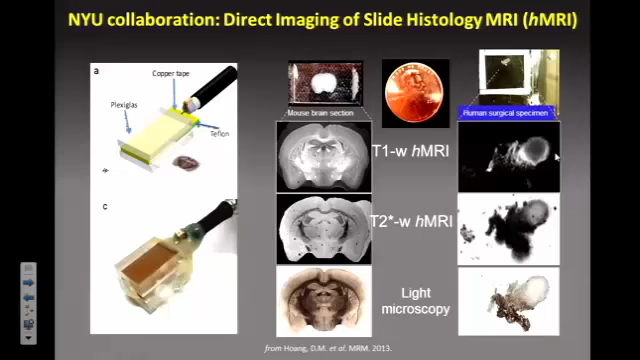 NYU collaboration: Direct Imaging of Slide Histology MRI (hMRI)
a
Copper tape
Plexiglas
Teflon
c
Mouse brain section
Human surgical specimen
T1-w hMRI
T2*-w hMRI
Light
microscopy
from Hoang, D.M. et al. MRM. 2013.